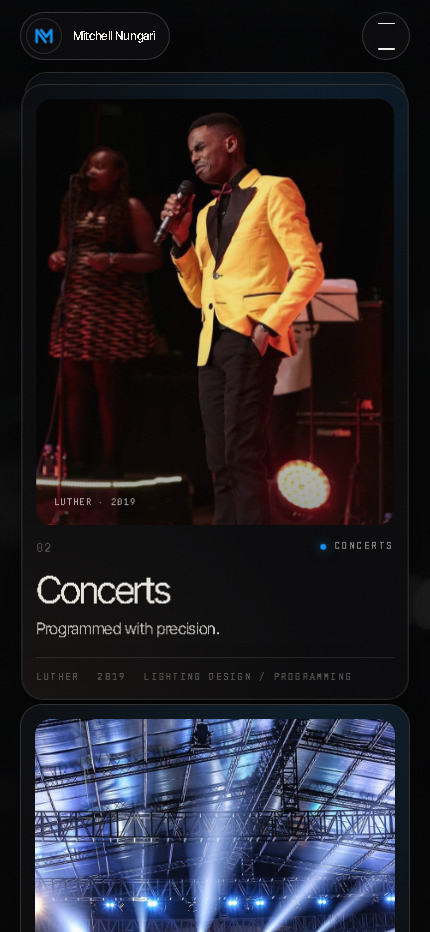 Mitchell Nungari
LUTHER · 2019
02
CONCERTS
Concerts
Programmed with precision.
LUTHER 2019 LIGHTING DESIGN / PROGRAMMING